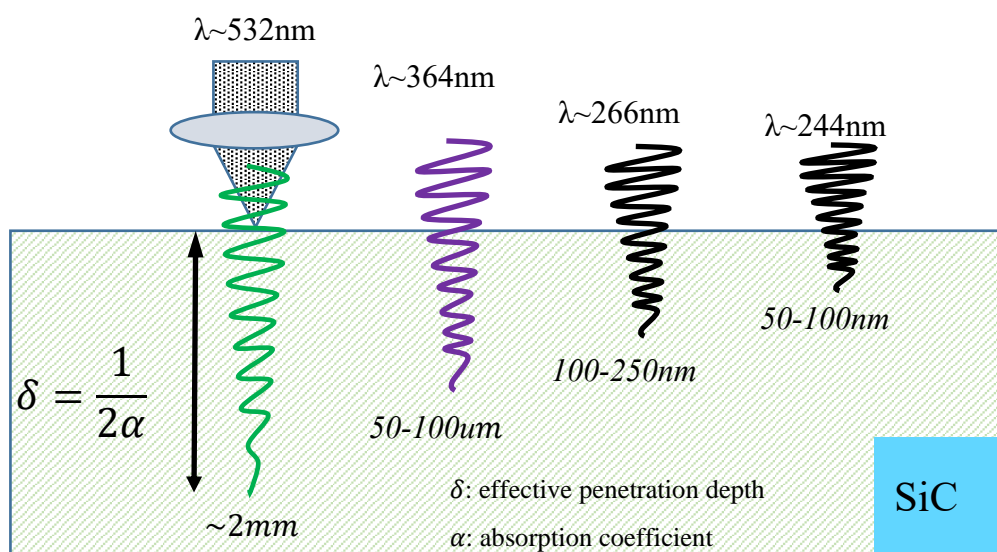 λ~532nm
λ~364nm
λ~266nm
λ~244nm
δ = 1/2α
~2mm
50-100um
100-250nm
50-100nm
δ: effective penetration depth
α: absorption coefficient
SiC